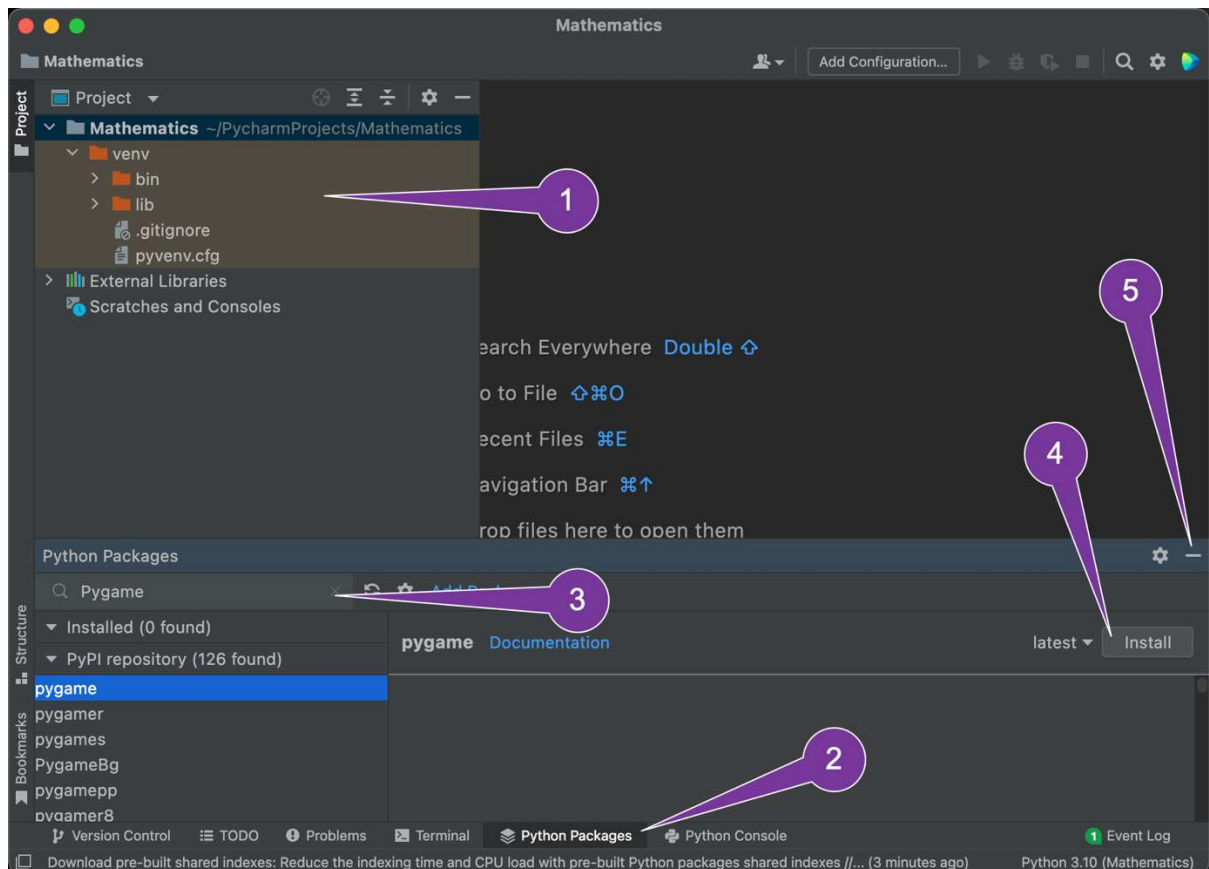 Mathematics
Mathematics
Add Configuration...
Project
Project
Mathematics ~/PycharmProjects/Mathematics
venv
bin
lib
.gitignore
pyvenv.cfg
External Libraries
Scratches and Consoles
1
5
earch Everywhere Double ⇧
o to File ⇧⌘O
ecent Files ⌘E
avigation Bar ⌘↑
rop files here to open them
4
Python Packages
Pygame
3
Installed (0 found)
PyPI repository (126 found)
pygame Documentation
latest Install
pygame
pygamer
pygames
PygameBg
pygamepp
pygamer8
2
Structure
Bookmarks
Version Control TODO Problems Terminal Python Packages Python Console 1 Event Log
Download pre-built shared indexes: Reduce the indexing time and CPU load with pre-built Python packages shared indexes //... (3 minutes ago) Python 3.10 (Mathematics)